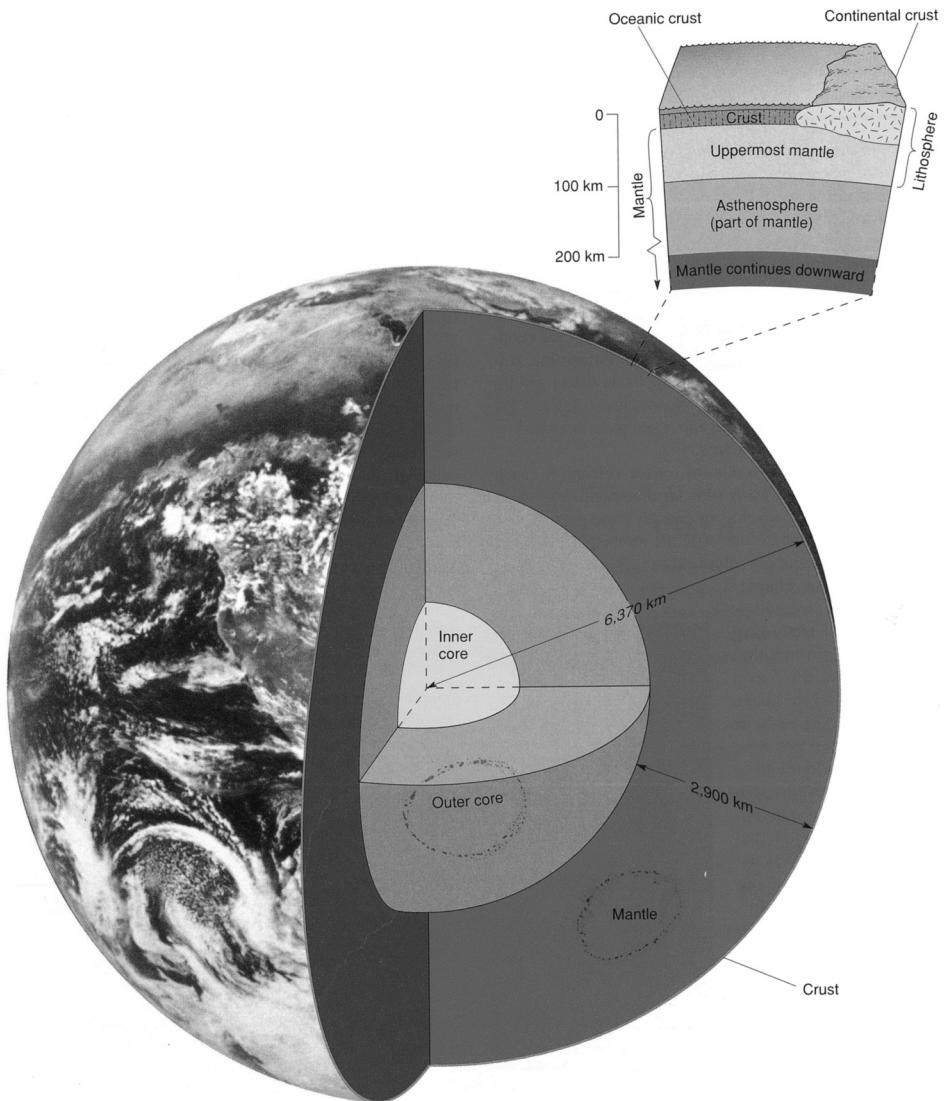 Oceanic crust
Continental crust
0
Crust
Lithosphere
Uppermost mantle
Mantle
100 km
Asthenosphere
(part of mantle)
200 km
Mantle continues downward
6,370 km
Inner
core
2,900 km
Outer core
Mantle
Crust